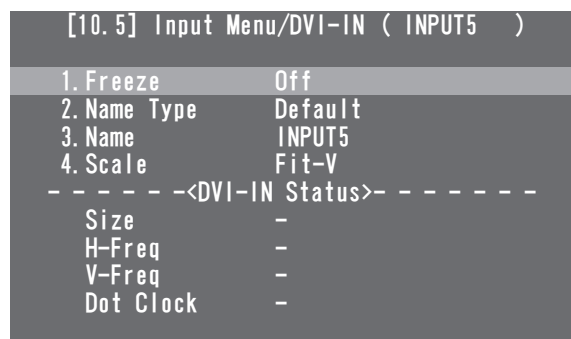 [10.5] Input Menu/DVI-IN ( INPUT5 )
1.Freeze Off
2.Name Type Default
3.Name INPUT5
4.Scale Fit-V
- - - - - -<DVI-IN Status>- - - - - - -
Size -
H-Freq -
V-Freq -
Dot Clock -